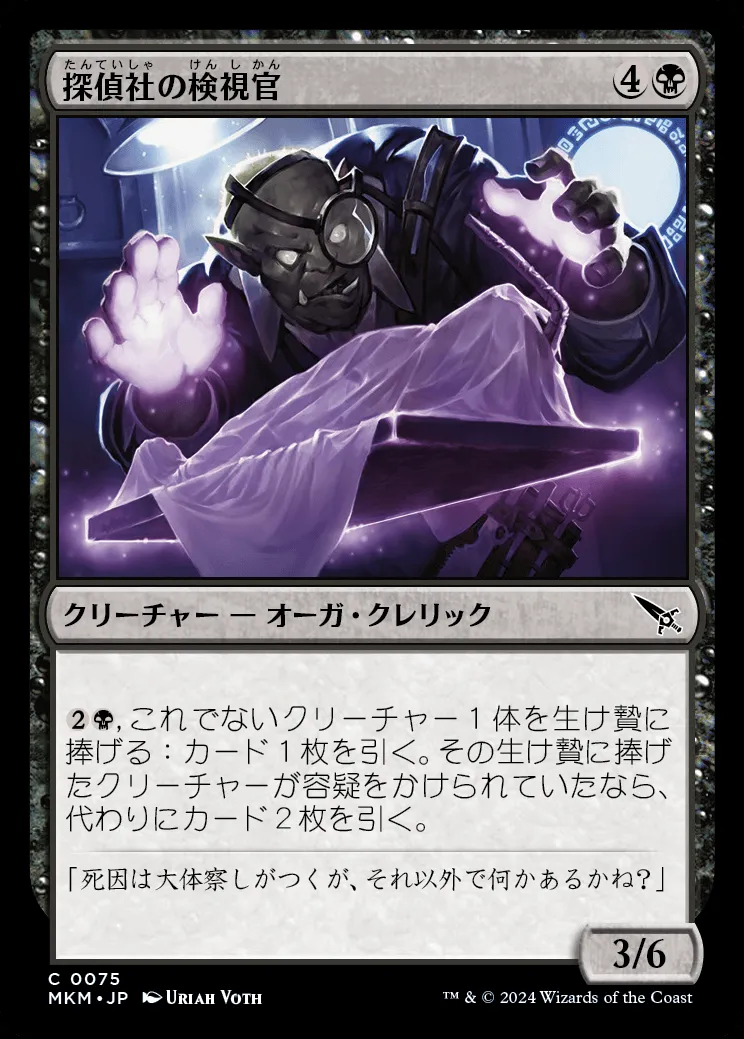 たんていしゃ けんしかん
探偵社の検視官
4
クリーチャー — オーガ・クレリック
2,これでないクリーチャー1体を生け贄に
捧げる：カード1枚を引く。その生け贄に捧げ
たクリーチャーが容疑をかけられていたなら、
代わりにカード2枚を引く。
「死因は大体察しがつくが、それ以外で何かあるかね？」
3/6
C 0075
MKM • JP Uriah Voth
™ & © 2024 Wizards of the Coast